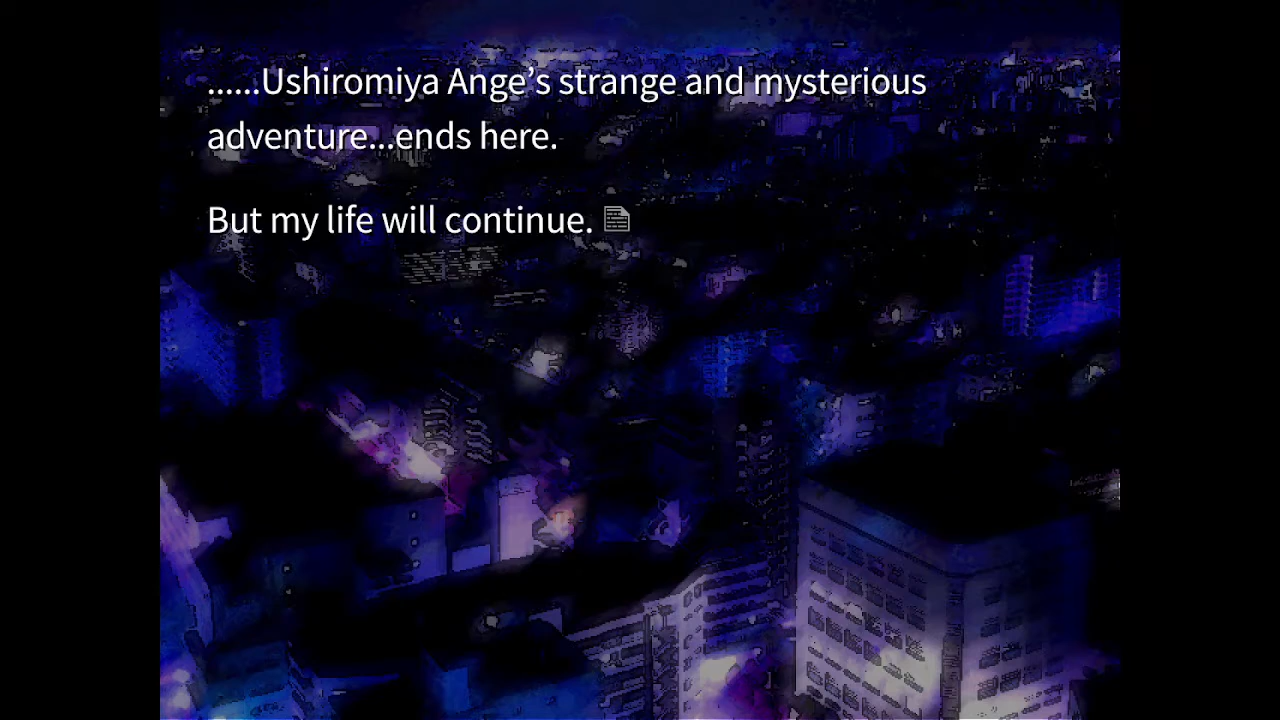 ......Ushiromiya Ange’s strange and mysterious
adventure...ends here.
But my life will continue.